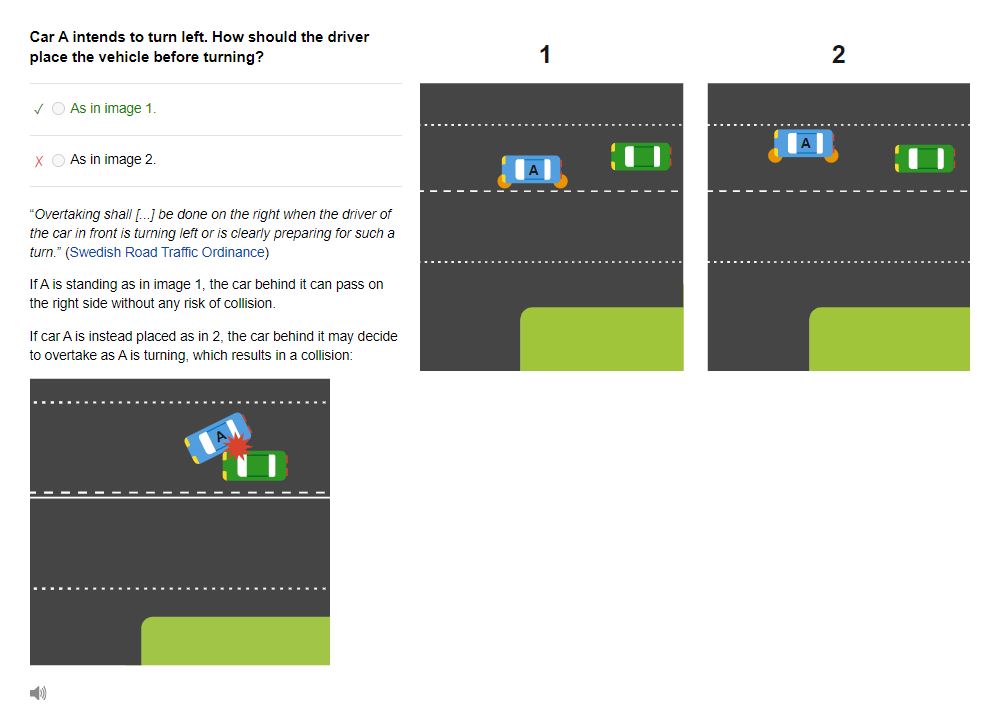 Car A intends to turn left. How should the driver
place the vehicle before turning?
✓ As in image 1.
✗ As in image 2.
“Overtaking shall [...] be done on the right when the driver of
the car in front is turning left or is clearly preparing for such a
turn.” (Swedish Road Traffic Ordinance)
If A is standing as in image 1, the car behind it can pass on
the right side without any risk of collision.
If car A is instead placed as in 2, the car behind it may decide
to overtake as A is turning, which results in a collision:
A
1
A
2
A